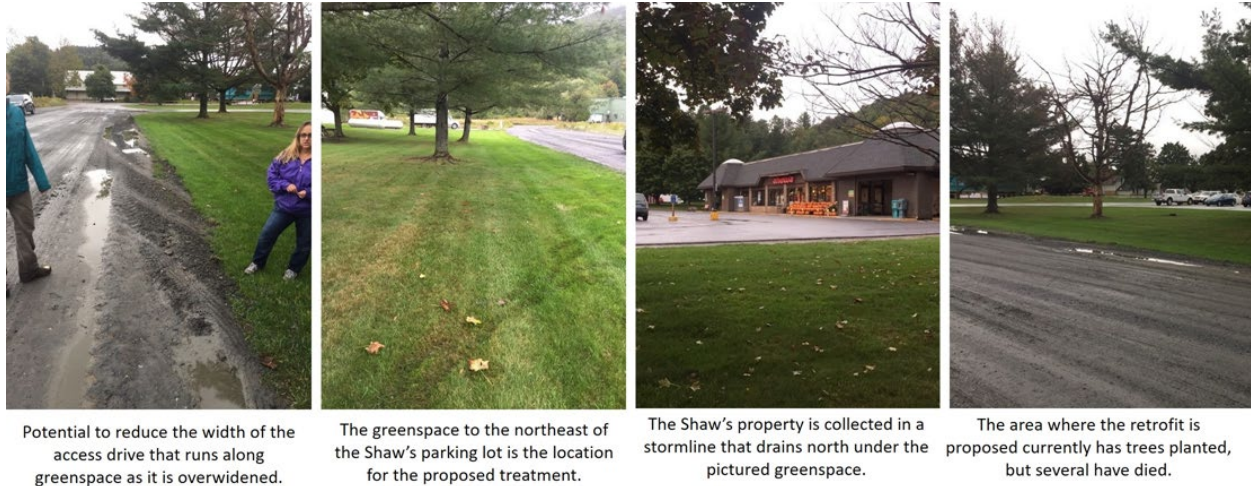 Potential to reduce the width of the
access drive that runs along
greenspace as it is overwidened.
The greenspace to the northeast of
the Shaw's parking lot is the location
for the proposed treatment.
The Shaw's property is collected in a
stormline that drains north under the
pictured greenspace.
The area where the retrofit is
proposed currently has trees planted,
but several have died.